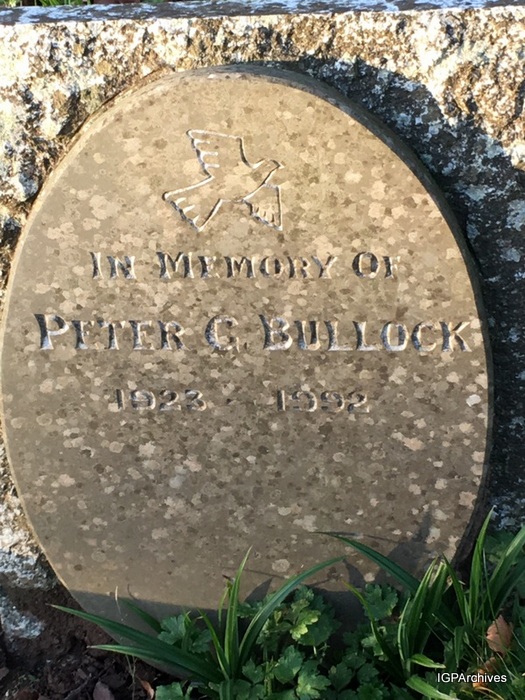 In Memory Of
Peter G. Bullock
1923 - 1992
IGPArchives